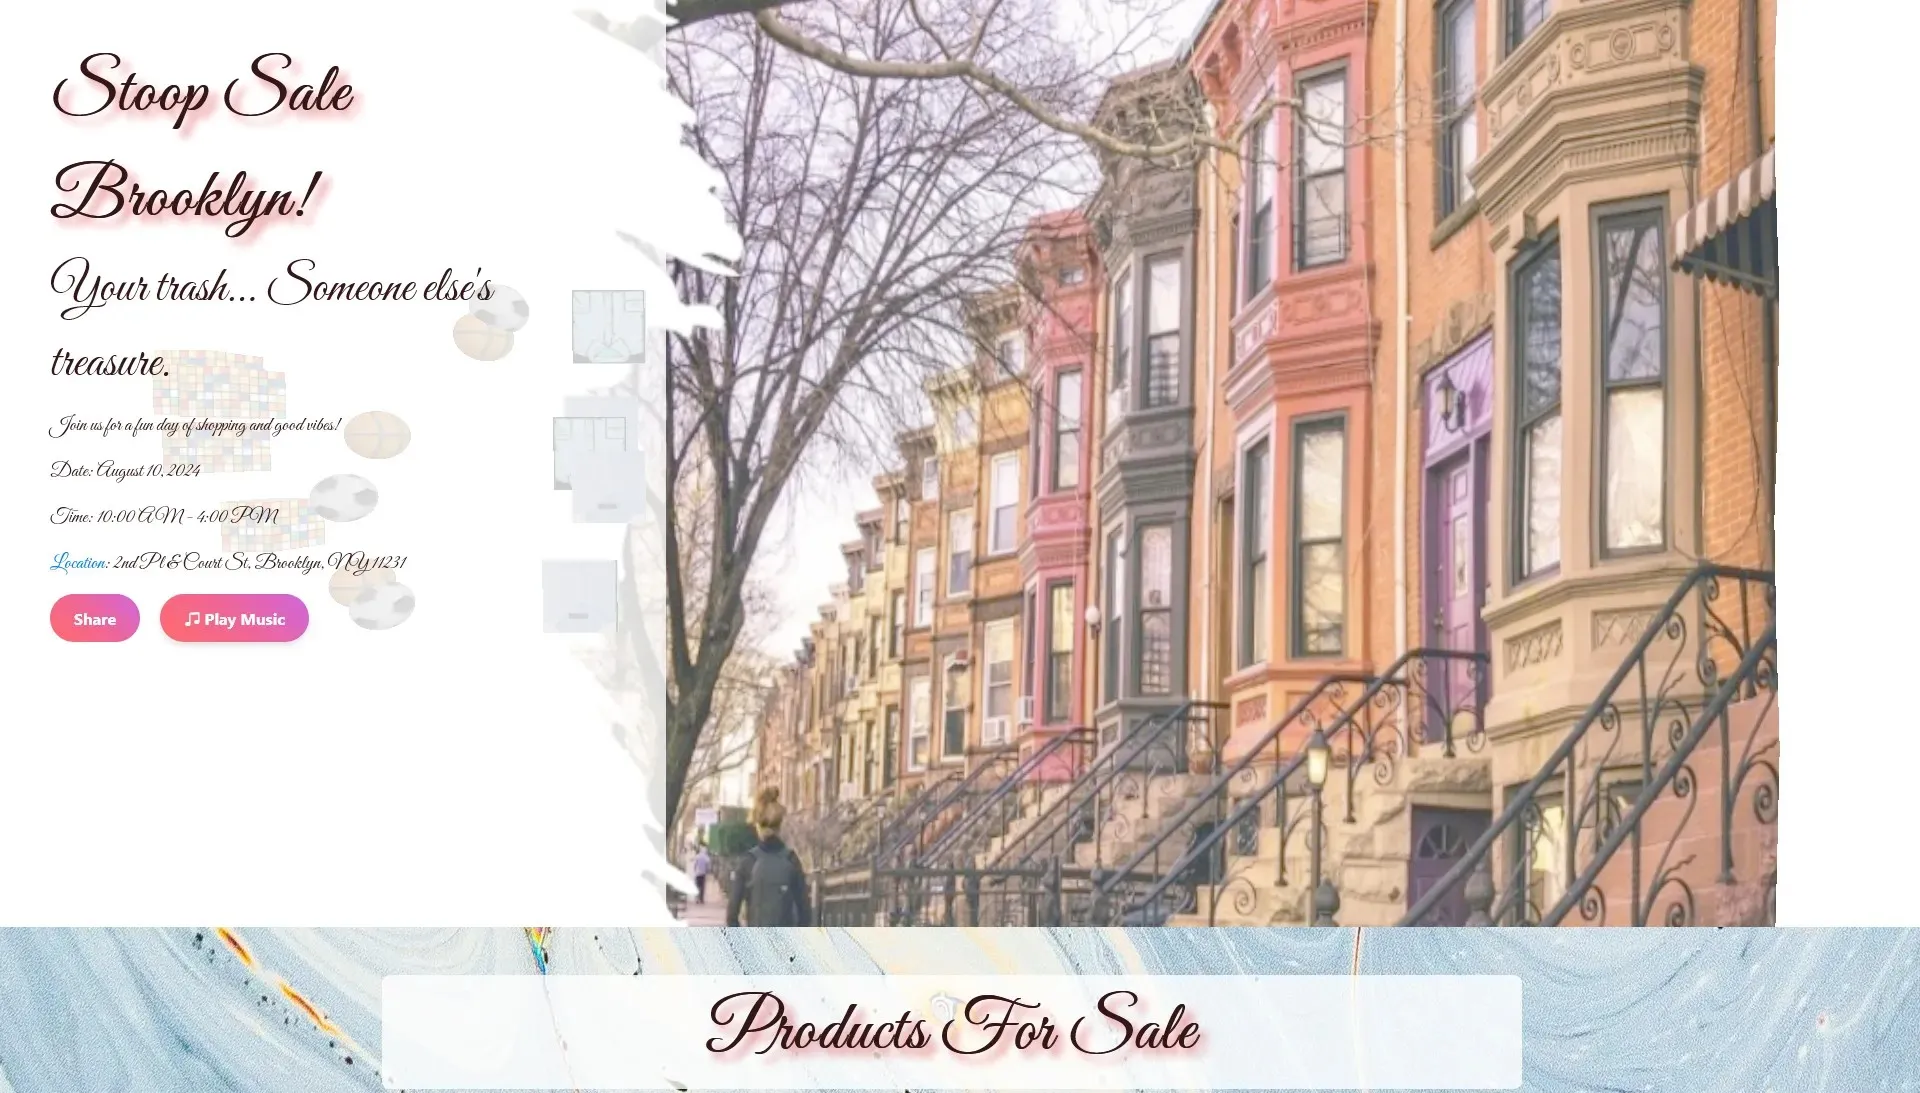 Stoop Sale
Brooklyn!
Your trash... Someone else's
treasure.
Join us for a fun day of shopping and good vibes!
Date: August 10, 2024
Time: 10:00 AM - 4:00 PM
Location: 2nd Pl & Court St, Brooklyn, NY 11231
Share
🎵 Play Music
Products For Sale